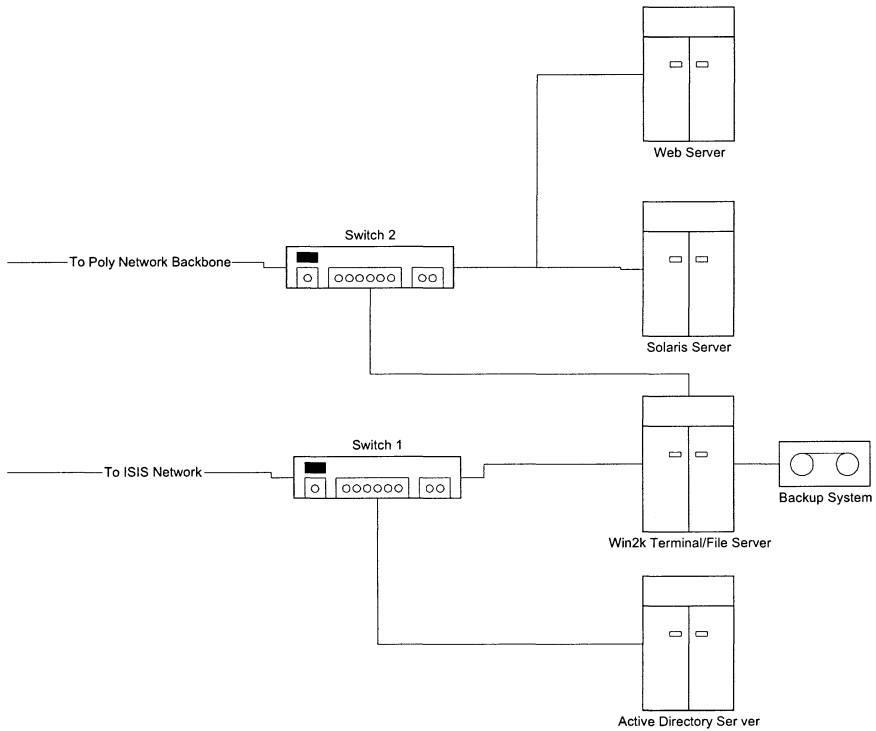 Web Server
Switch 2
To Poly Network Backbone
Solaris Server
Switch 1
To ISIS Network
Backup System
Win2k Terminal/File Server
Active Directory Ser ver